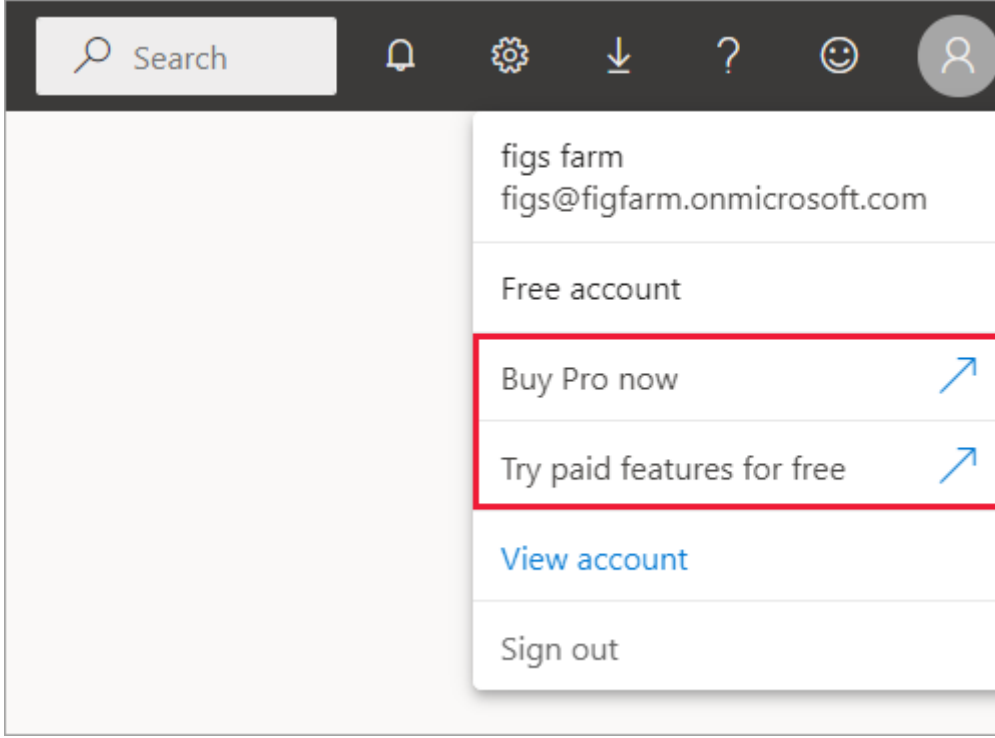 Search
figs farm
figs@figfarm.onmicrosoft.com
Free account
Buy Pro now
Try paid features for free
View account
Sign out